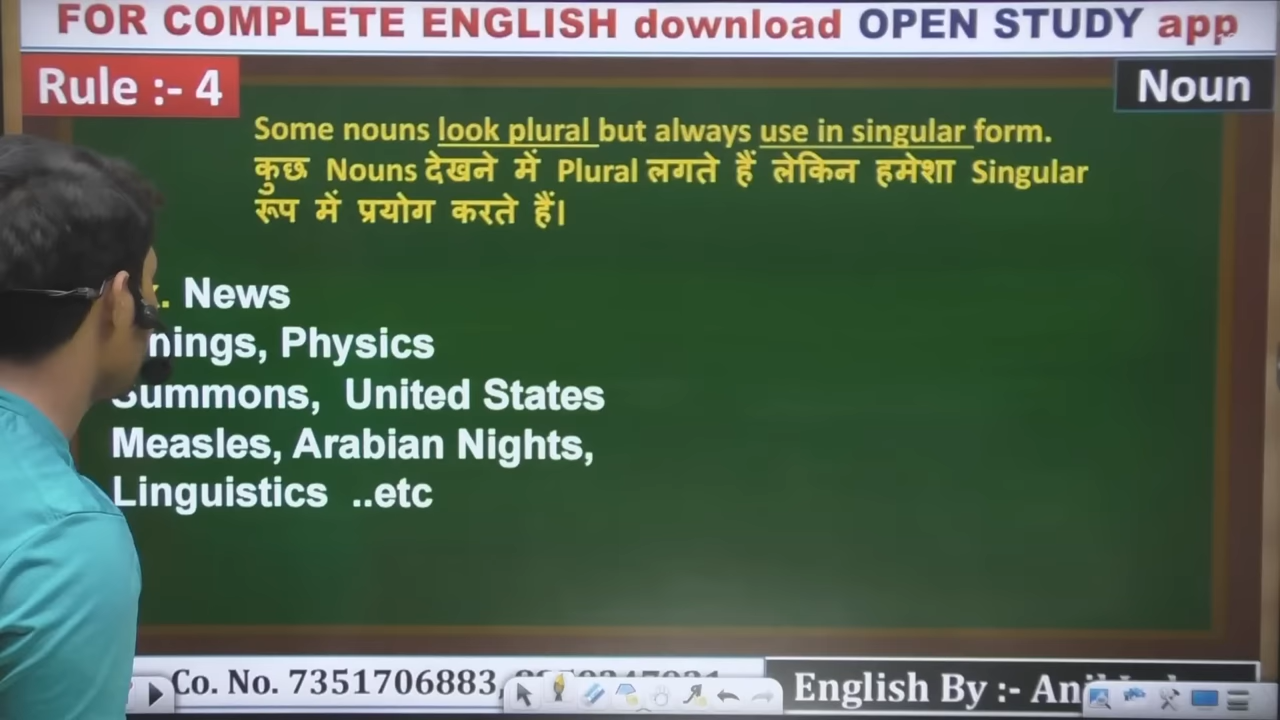 FOR COMPLETE ENGLISH download OPEN STUDY app
Rule :- 4
Noun
Some nouns look plural but always use in singular form.
कुछ Nouns देखने में Plural लगते हैं लेकिन हमेशा Singular
रूप में प्रयोग करते हैं।
News
Physics
Summons, United States
Measles, Arabian Nights,
Linguistics ..etc
Co. No. 7351706883,
English By :-